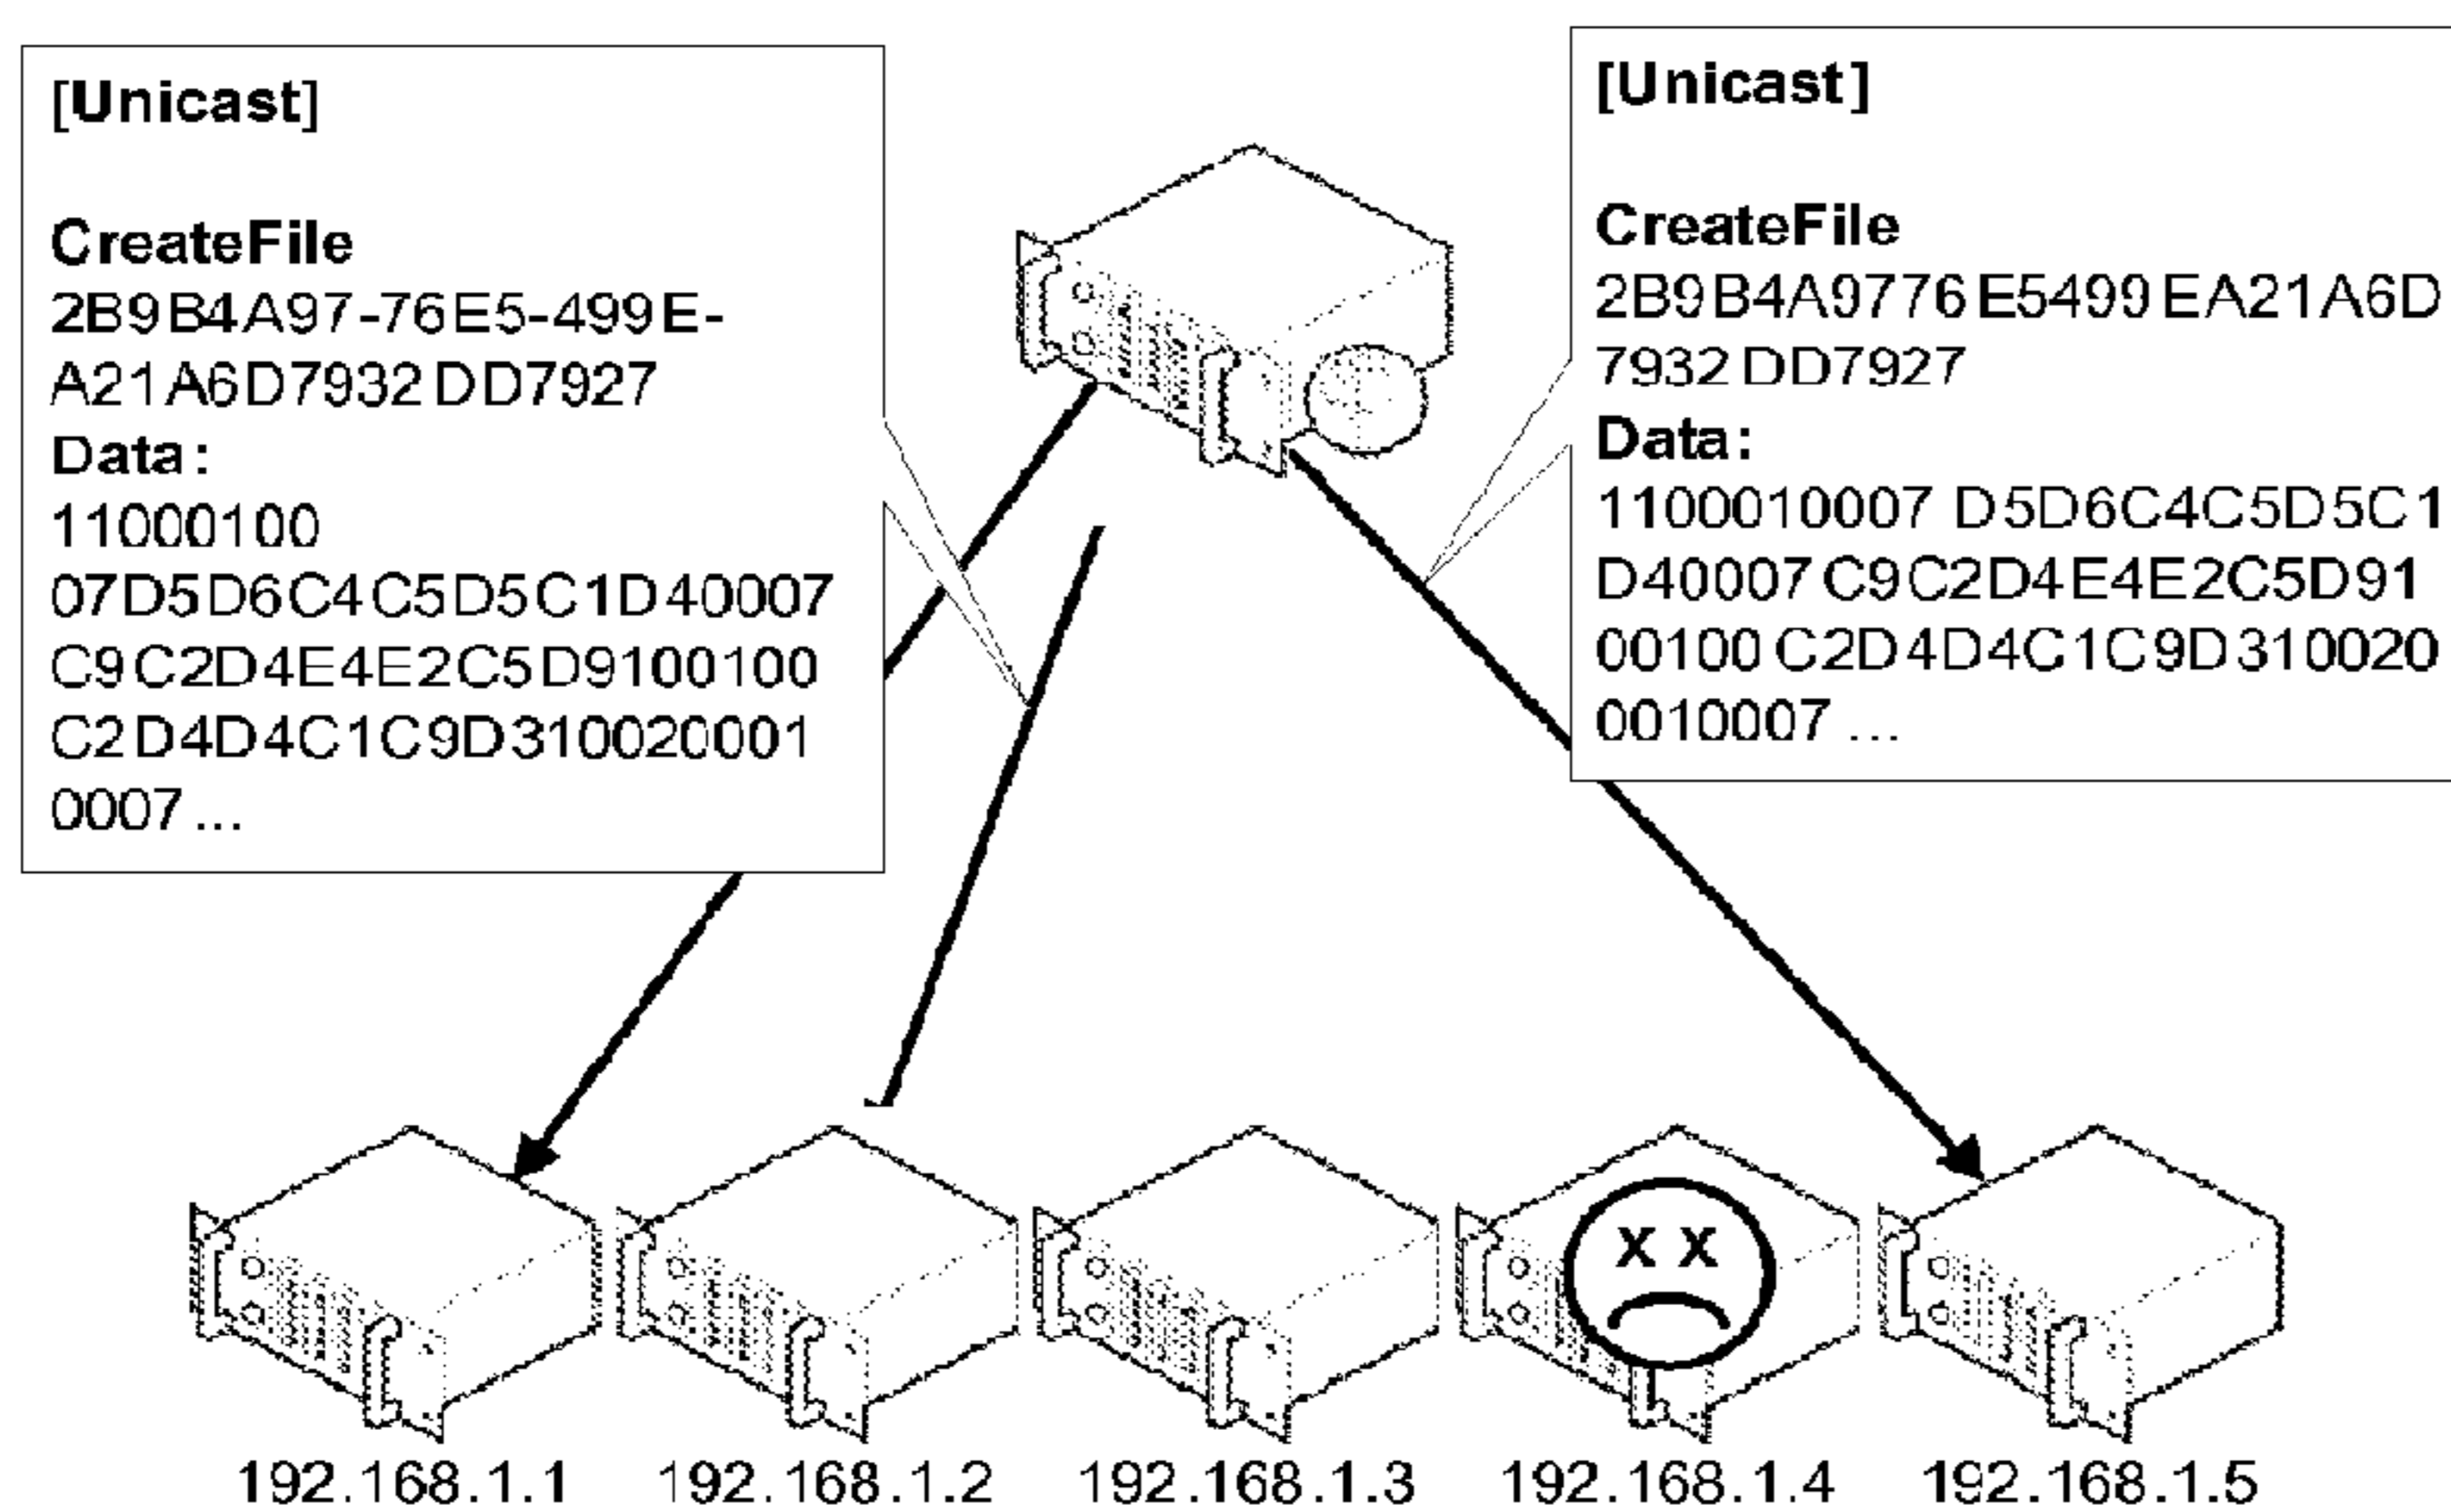 [Unicast]
CreateFile
2B9B4A97-76E5-499E-
A21A6D7932DD7927
Data:
11000100
07D5D6C4C5D5C1D40007
C9C2D4E4E2C5D9100100
C2D4D4C1C9D310020001
0007...
[Unicast]
CreateFile
2B9B4A9776E5499EA21A6D
7932DD7927
Data:
1100010007 D5D6C4C5D5C1
D40007C9C2D4E4E2C5D91
00100C2D4D4C1C9D310020
0010007...
x x
192.168.1.1
192.168.1.2
192.168.1.3
192.168.1.4
192.168.1.5